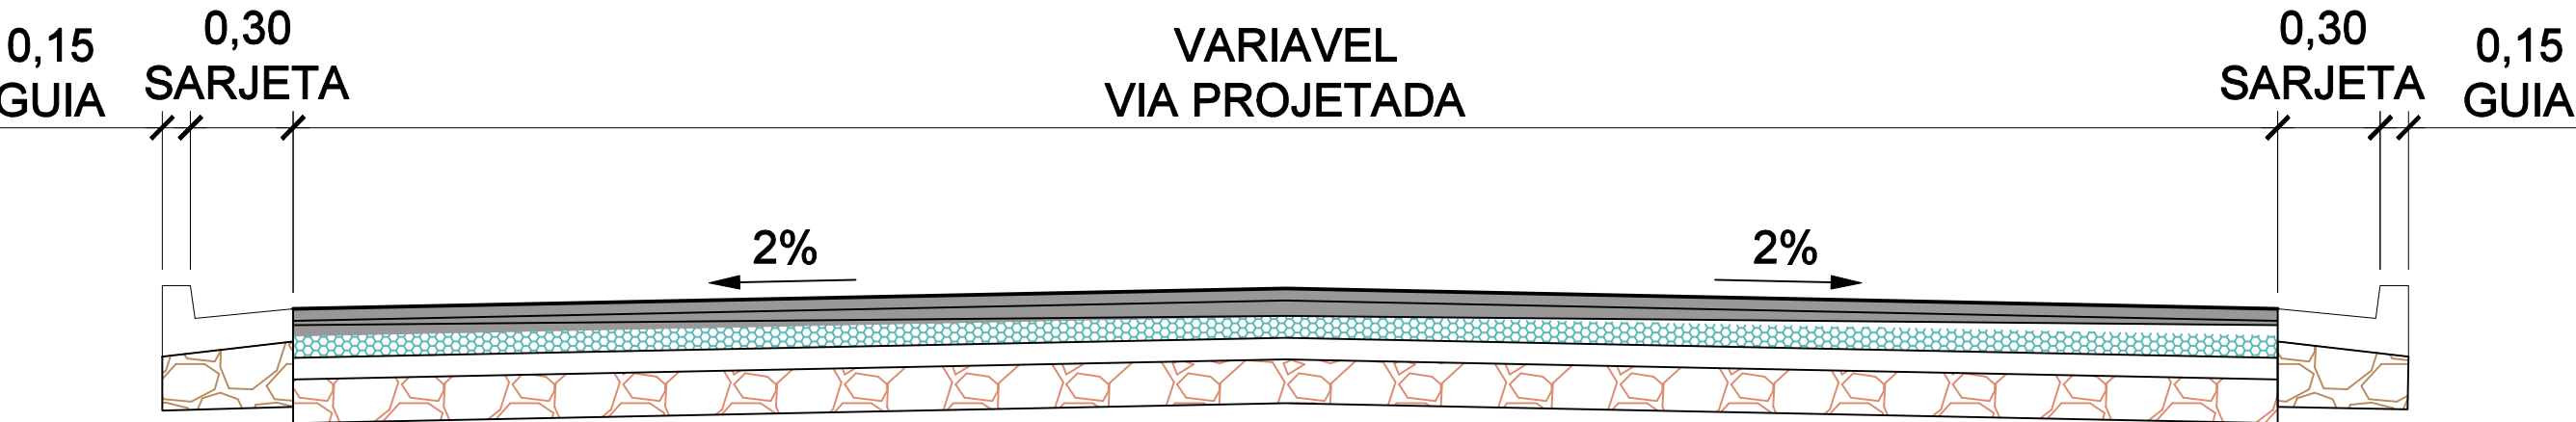 0,15
GUIA
0,30
SARJETA
VARIAVEL
VIA PROJETADA
0,30
SARJETA
0,15
GUIA
2%
2%